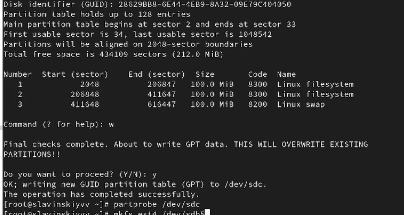 Disk identifier (GUID): 28829BB8-6E44-4EB9-8A32-09E79C404050
Partition table holds up to 128 entries
Main partition table begins at sector 2 and ends at sector 33
First usable sector is 34, last usable sector is 1048542
Partitions will be aligned on 2048-sector boundaries
Total free space is 434109 sectors (212.0 MiB)
Number Start (sector) End (sector) Size Code Name
1 2048 206847 100.0 MiB 8300 Linux filesystem
2 206848 411647 100.0 MiB 8300 Linux filesystem
3 411648 616447 100.0 MiB 8200 Linux swap
Command (? for help): w
Final checks complete. About to write GPT data. THIS WILL OVERWRITE EXISTING
PARTITIONS!!
Do you want to proceed? (Y/N): y
OK; writing new GUID partition table (GPT) to /dev/sdc.
The operation has completed successfully.
[root@slavinskiyvv ~]# partprobe /dev/sdc
[root@slavinskiyvv ~]# mkfs.ext4